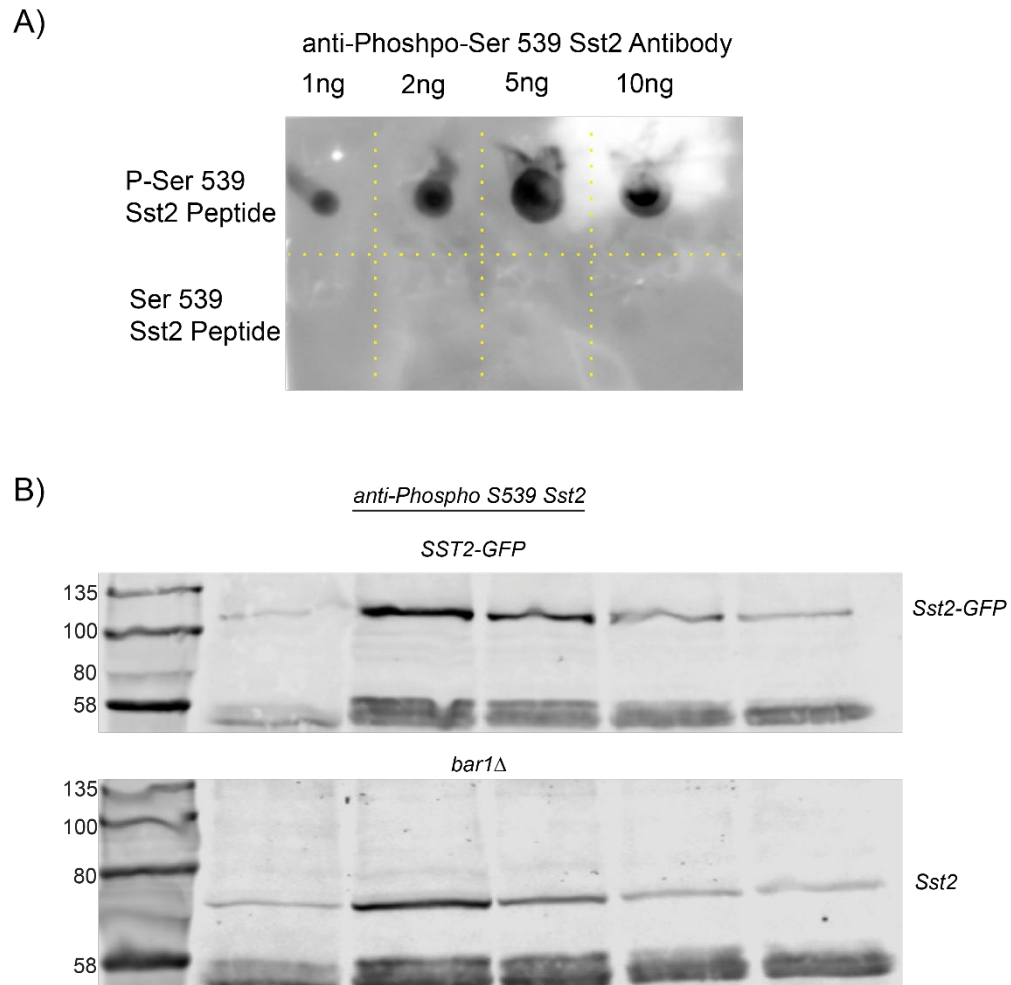 A)
anti-Phoshpo-Ser 539 Sst2 Antibody
1ng 2ng 5ng 10ng
P-Ser 539
Sst2 Peptide
Ser 539
Sst2 Peptide
B)
anti-Phospho S539 Sst2
SST2-GFP
135
100
80
58
Sst2-GFP
bar1Δ
135
100
80
58
Sst2